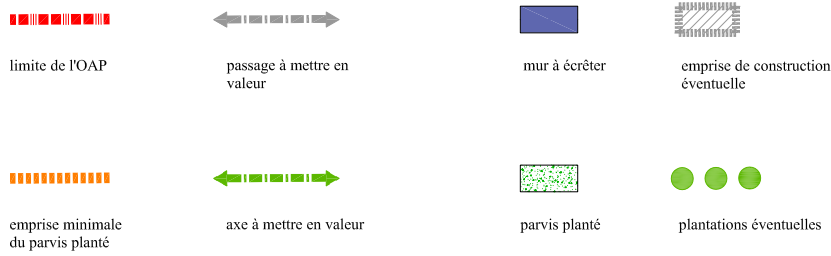 limite de l'OAP
passage à mettre en
valeur
mur à écrêter
emprise de construction
éventuelle
emprise minimale
du parvis planté
axe à mettre en valeur
parvis planté
plantations éventuelles